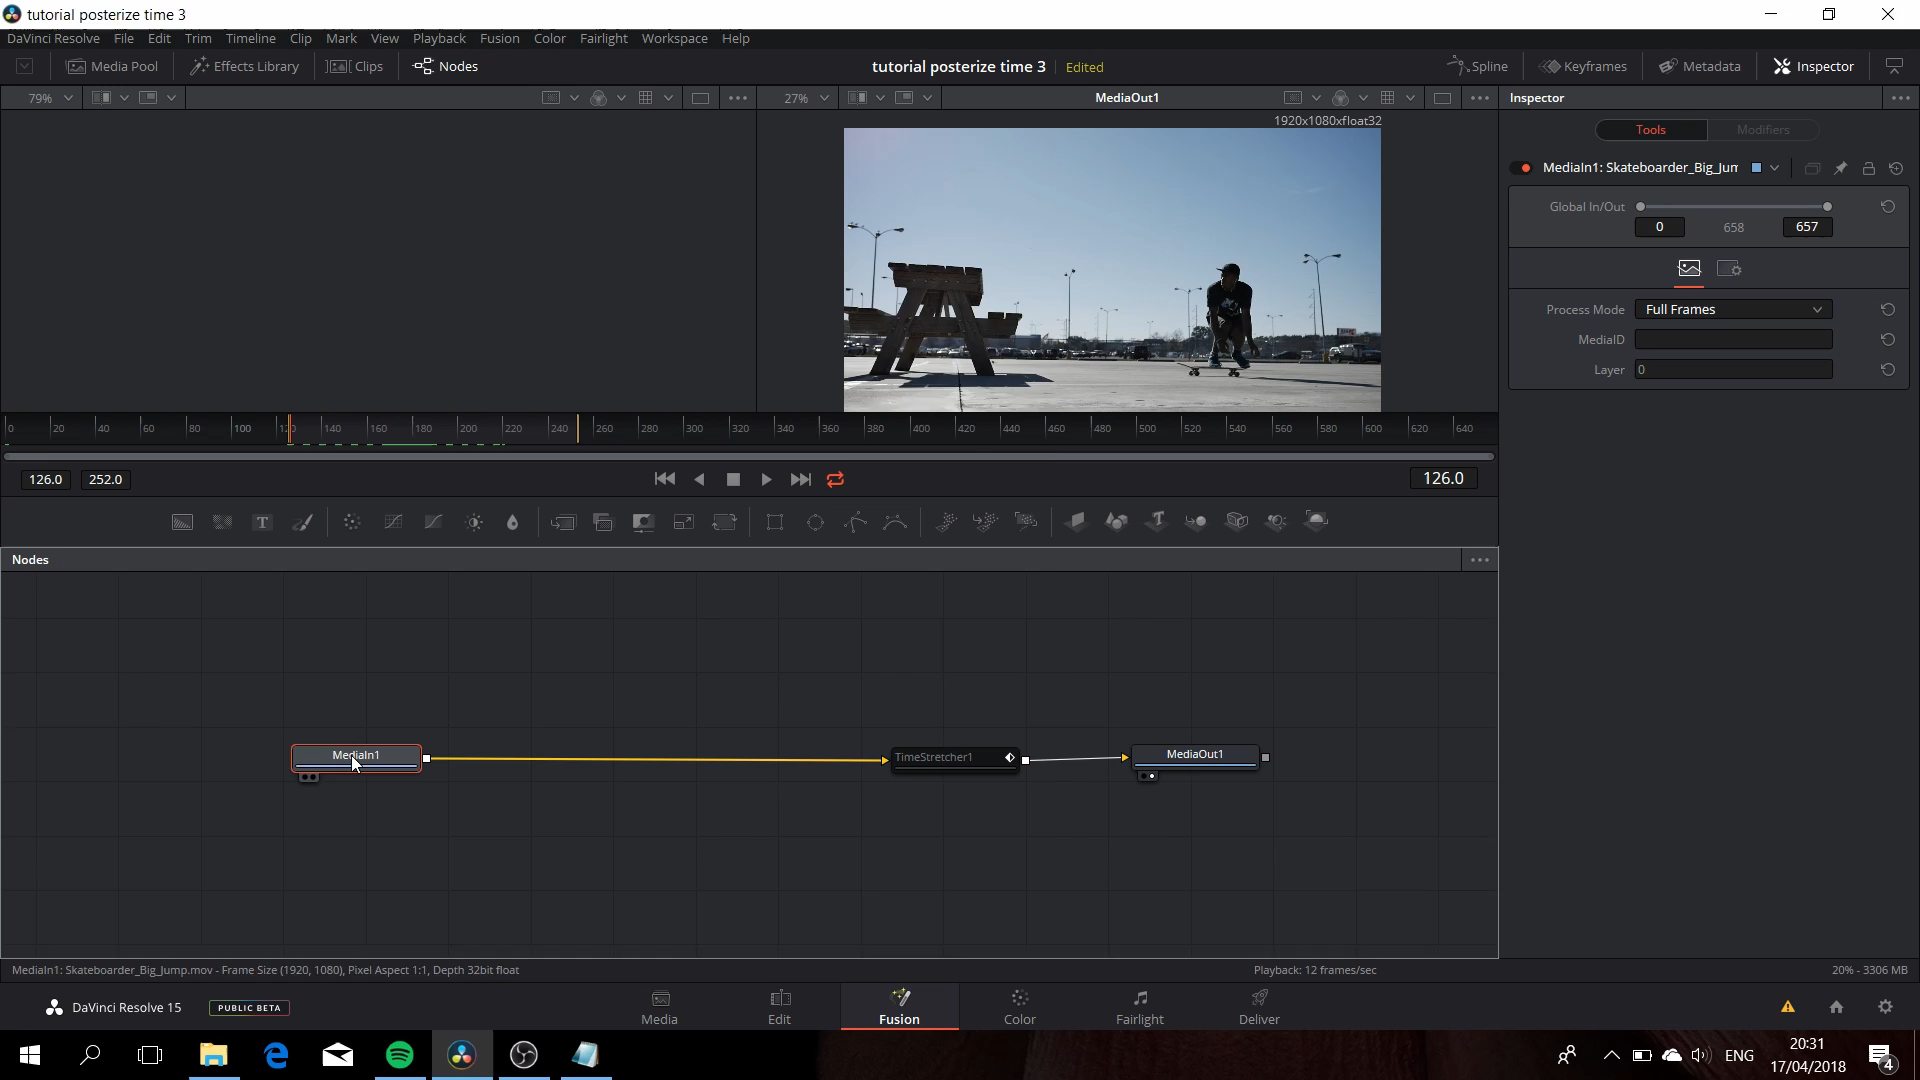 tutorial posterize time 3
DaVinci Resolve File Edit Trim Timeline Clip Mark View Playback Fusion Color Fairlight Workspace Help
Media Pool Effects Library Clips Nodes tutorial posterize time 3 Edited Spline Keyframes Metadata Inspector
79% 27% MediaOut1 Inspector
1920x1080xfloat32
Tools Modifiers
MediaIn1: Skateboarder_Big_Jum
Global In/Out
0 658 657
Process Mode Full Frames
MediaID
Layer 0
0 20 40 60 80 100 120 140 160 180 200 220 240 260 280 300 320 340 360 380 400 420 440 460 480 500 520 540 560 580 600 620 640
126.0 252.0 126.0
Nodes
MediaIn1 TimeStretcher1 MediaOut1
MediaIn1: Skateboarder_Big_Jump.mov - Frame Size (1920, 1080), Pixel Aspect 1:1, Depth 32bit float Playback: 12 frames/sec 20% - 3306 MB
DaVinci Resolve 15 PUBLIC BETA Media Edit Fusion Color Fairlight Deliver
ENG 20:31
17/04/2018
4